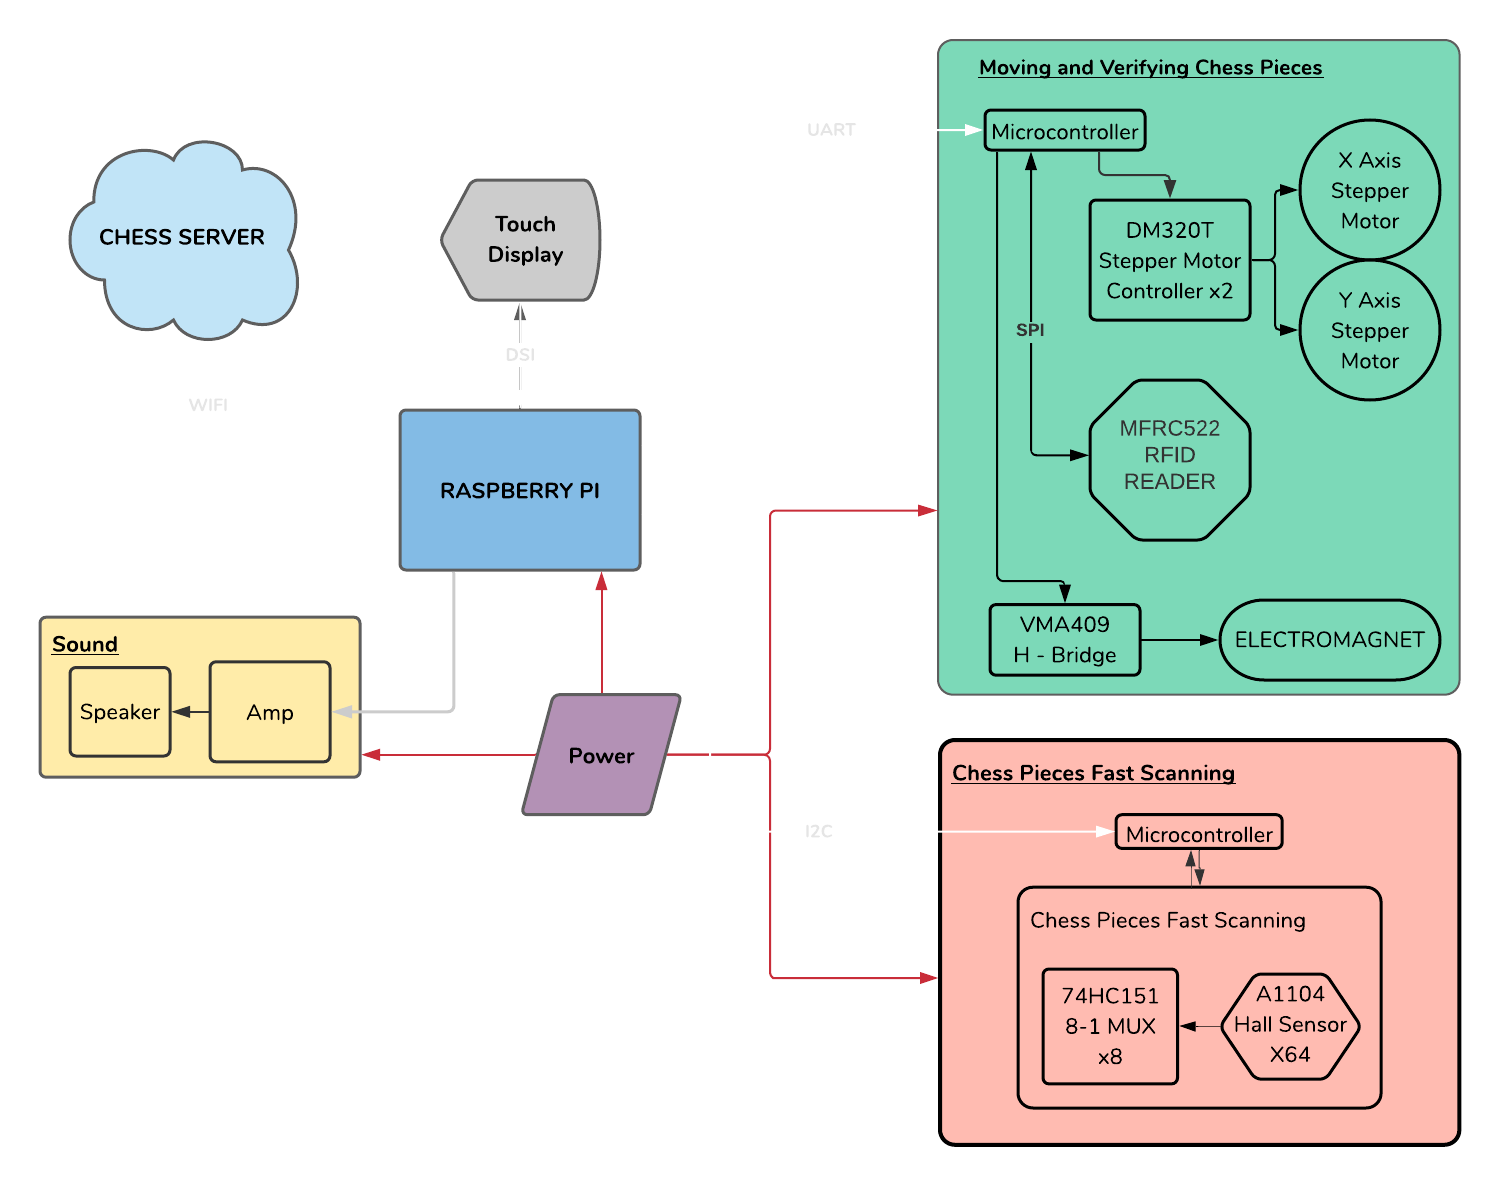 Moving and Verifying Chess Pieces
UART
Microcontroller
X Axis
Stepper
Motor
CHESS SERVER
Touch
Display
DM320T
Stepper Motor
Controller x2
Y Axis
Stepper
Motor
SPI
DSI
WIFI
MFRC522
RFID
READER
RASPBERRY PI
VMA409
H - Bridge
ELECTROMAGNET
Sound
Speaker
Amp
Power
Chess Pieces Fast Scanning
I2C
Microcontroller
Chess Pieces Fast Scanning
74HC151
8-1 MUX
x8
A1104
Hall Sensor
X64